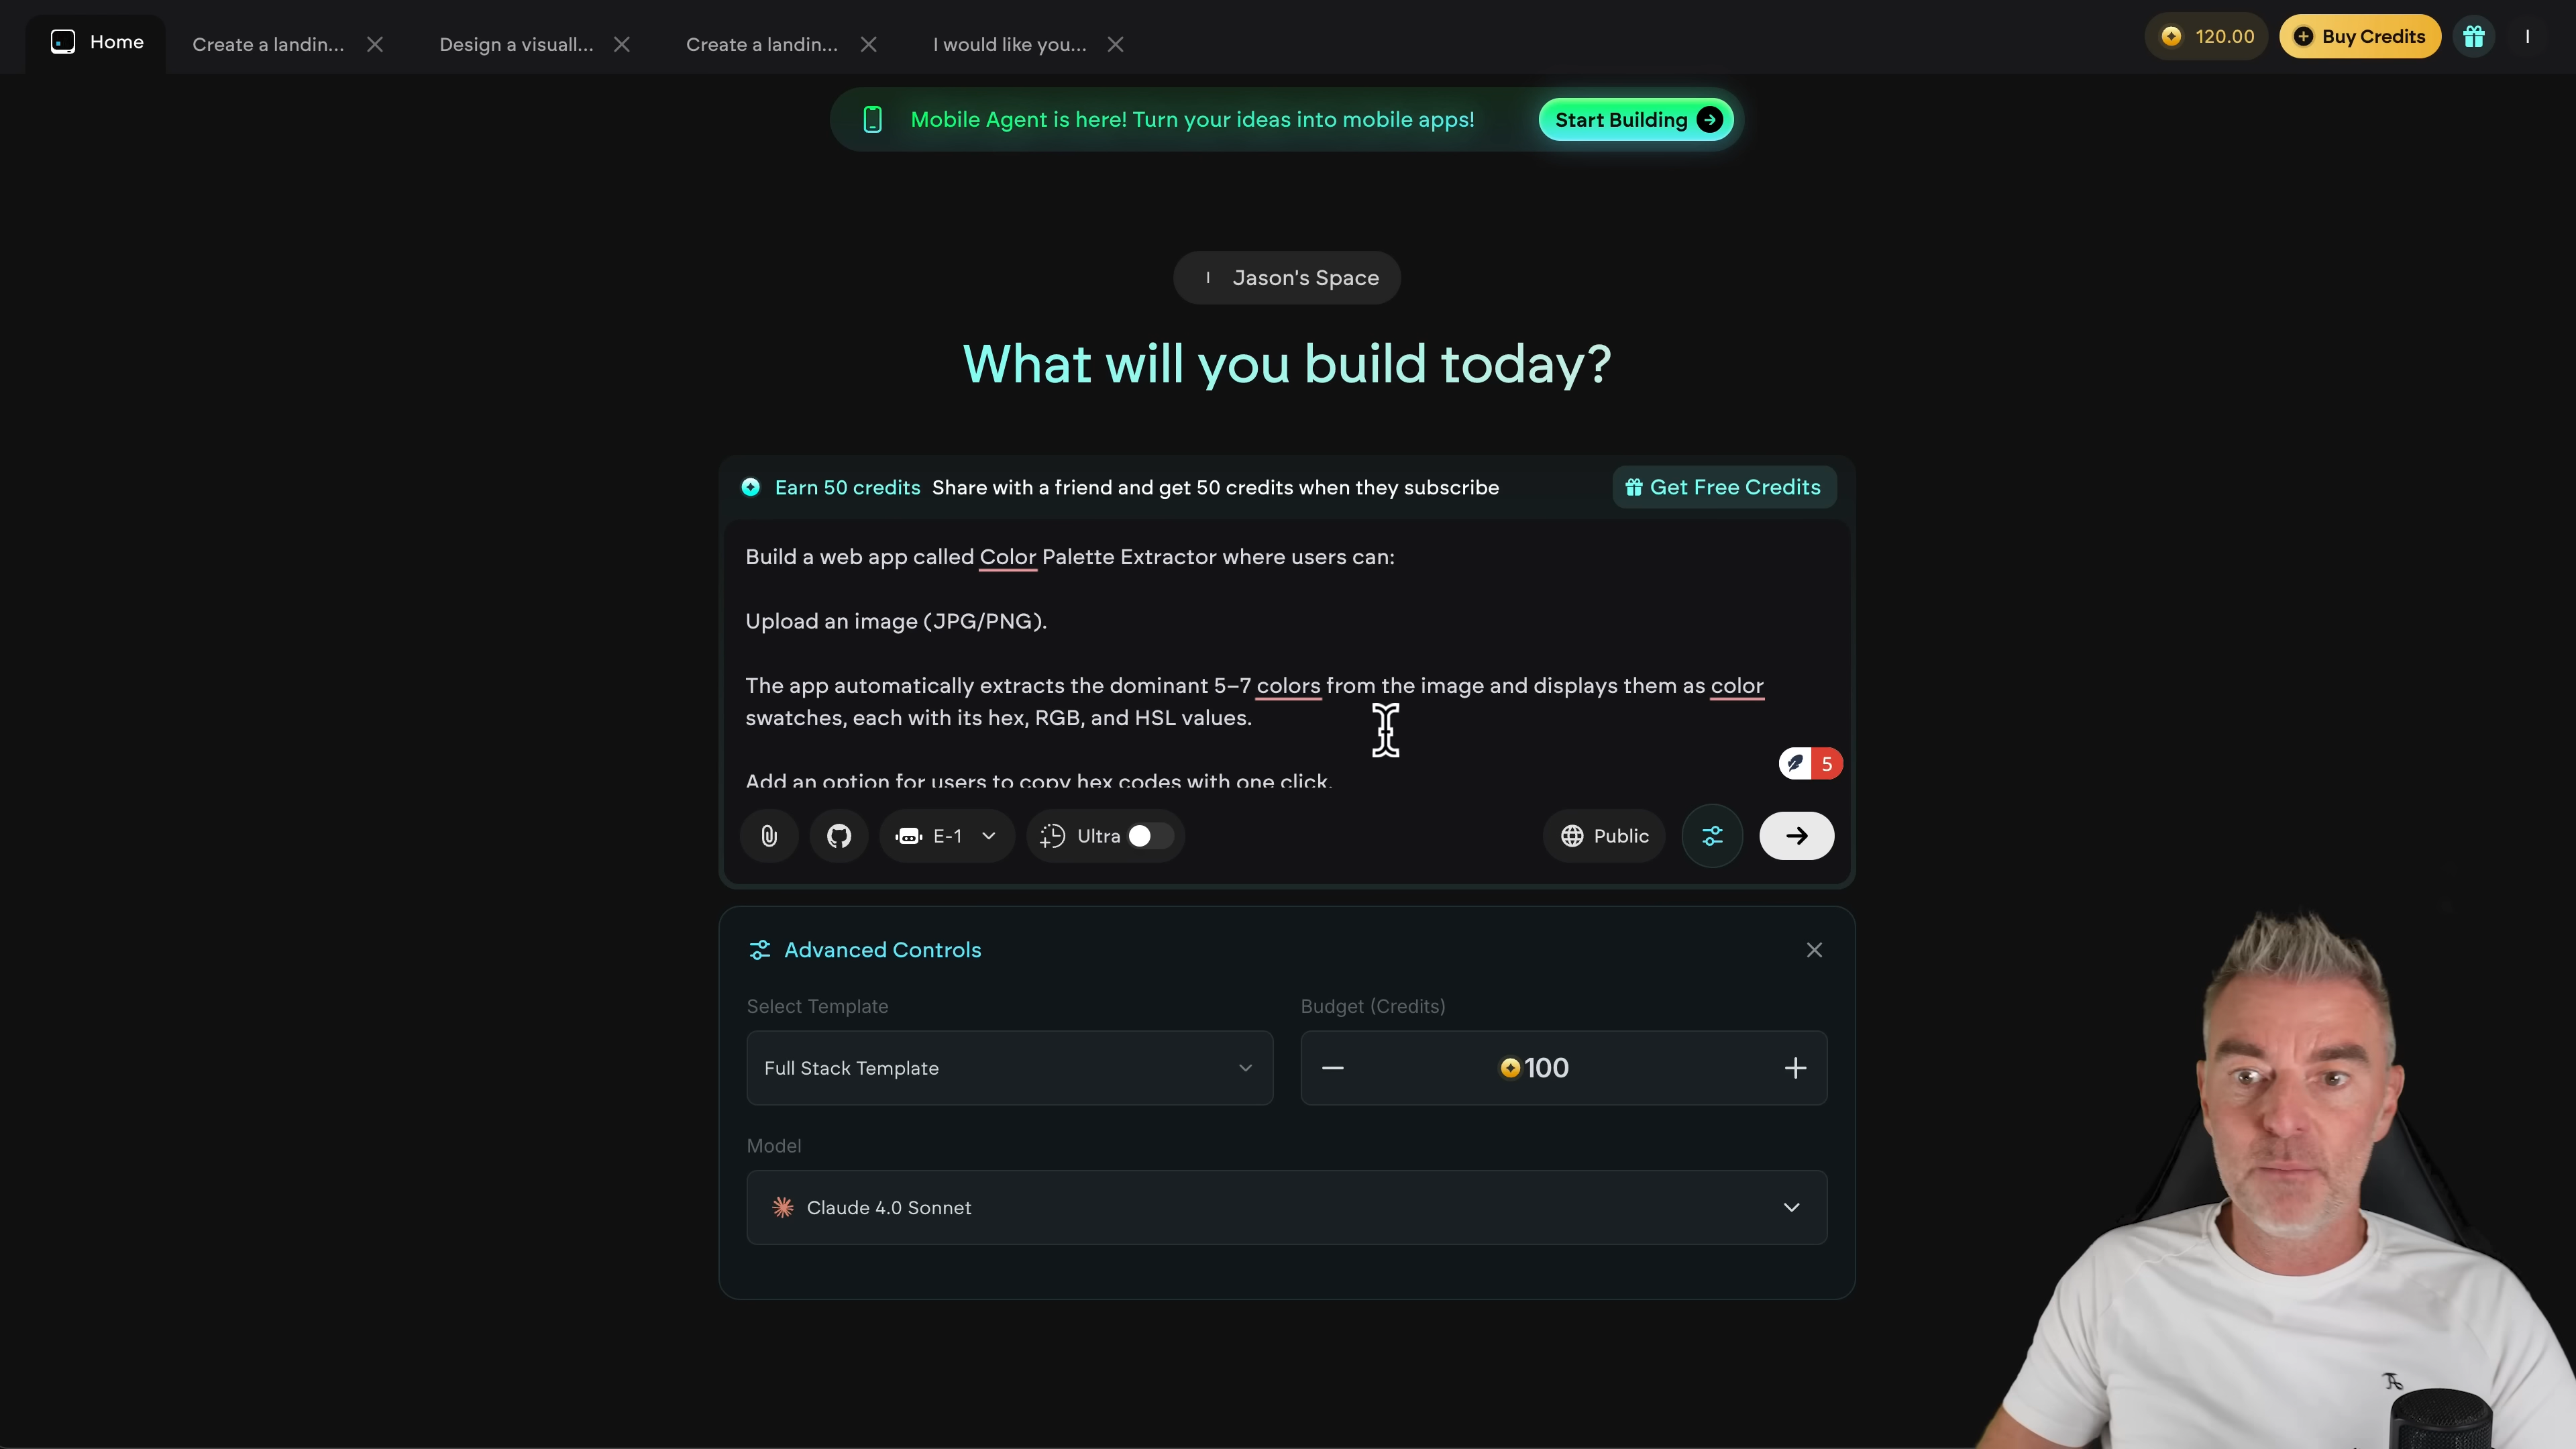 Home
Create a landin...
Design a visuall...
Create a landin...
I would like you...
120.00
Buy Credits
I
Mobile Agent is here! Turn your ideas into mobile apps!
Start Building
I Jason's Space
What will you build today?
Earn 50 credits Share with a friend and get 50 credits when they subscribe
Get Free Credits
Build a web app called Color Palette Extractor where users can:
Upload an image (JPG/PNG).
The app automatically extracts the dominant 5–7 colors from the image and displays them as color
swatches, each with its hex, RGB, and HSL values.
Add an option for users to copy hex codes with one click.
5
E-1
Ultra
Public
Advanced Controls
Select Template
Budget (Credits)
Full Stack Template
100
Model
Claude 4.0 Sonnet